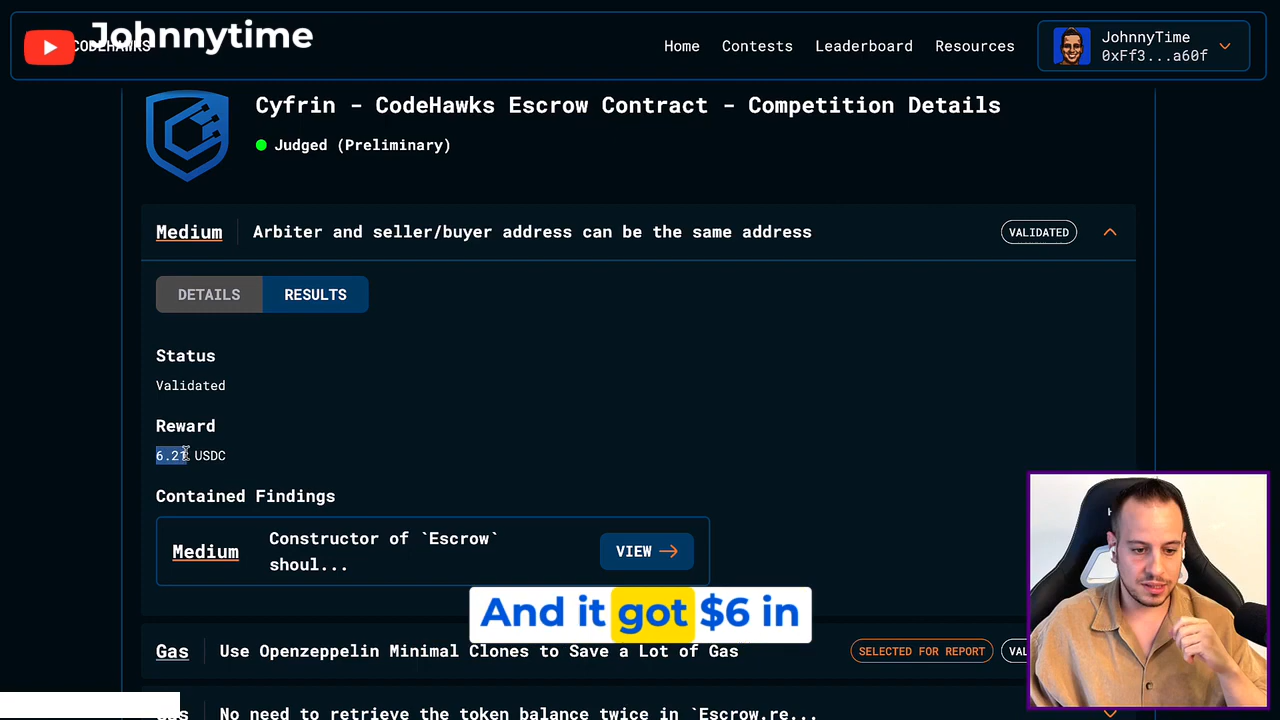 Johnnytime
CODEHAWKS
Home
Contests
Leaderboard
Resources
JohnnyTime
0xFf3...a60f
Cyfrin - CodeHawks Escrow Contract - Competition Details
Judged (Preliminary)
Medium
Arbiter and seller/buyer address can be the same address
VALIDATED
DETAILS
RESULTS
Status
Validated
Reward
6.21 USDC
Contained Findings
Medium
Constructor of `Escrow`
shoul...
VIEW
And it got $6 in
Gas
Use Openzeppelin Minimal Clones to Save a Lot of Gas
SELECTED FOR REPORT
No need to retrieve the token balance twice in `Escrow.re...